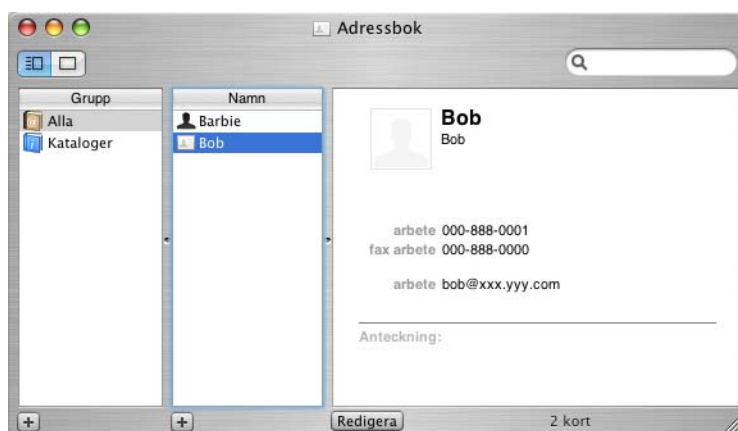 Adressbok
Grupp
Alla
Kataloger
Namn
Barbie
Bob
Bob
Bob
arbete 000-888-0001
fax arbete 000-888-0000
arbete bob@xxx.yyy.com
Anteckning:
Redigera
2 kort